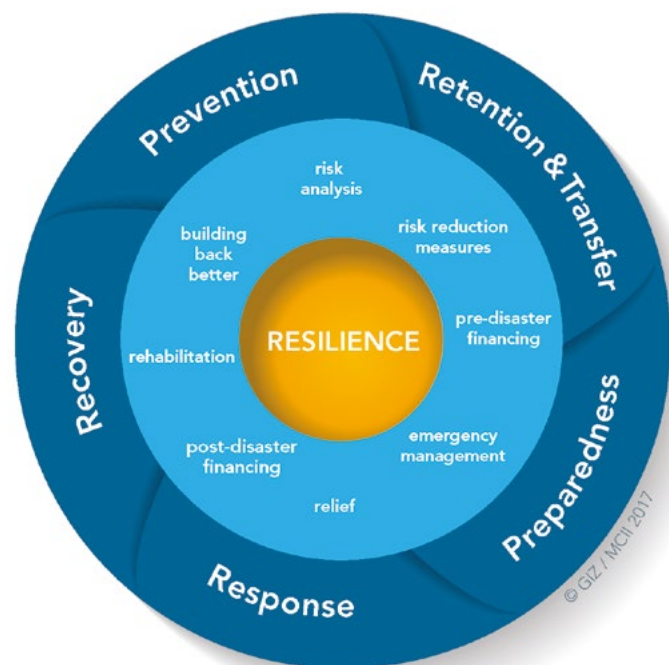 Prevention
Retention & Transfer
Preparedness
Response
Recovery
risk
analysis
risk reduction
measures
pre-disaster
financing
emergency
management
relief
post-disaster
financing
rehabilitation
building
back
better
RESILIENCE
© GIZ / MCII 2017